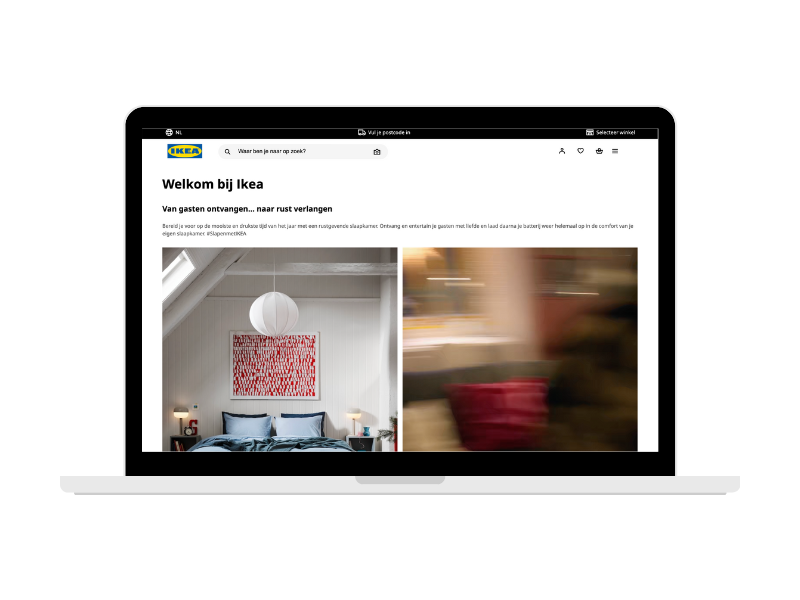 NL
Vul je postcode in
Selecteer winkel
IKEA
Waar ben je naar op zoek?
Welkom bij Ikea
Van gasten ontvangen... naar rust verlangen
Bereid je voor op de mooiste en drukste tijd van het jaar met een rustgevende slaapkamer. Ontvang en entertain je gasten met liefde en laad daarna je batterij weer helemaal op in de comfort van je
eigen slaapkamer. #SlapenmetIKEA